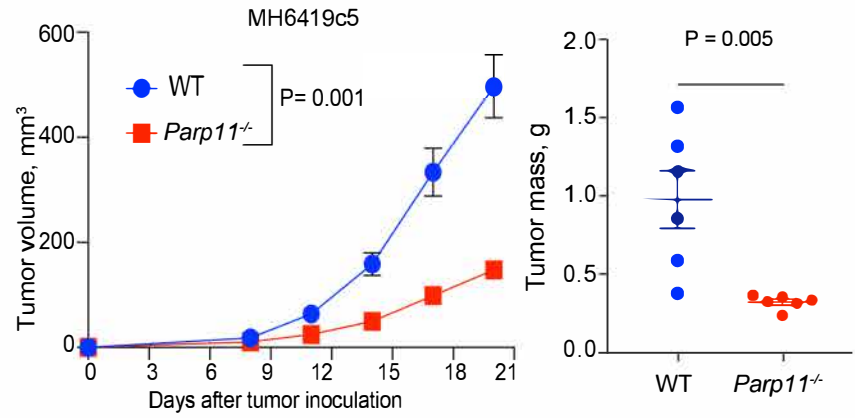 MH6419c5
600
400
200
0
Tumor volume, mm³
WT
Parp11-/-
P= 0.001
0 3 6 9 12 15 18 21
Days after tumor inoculation
2.0
1.5
1.0
0.5
0.0
Tumor mass, g
P = 0.005
WT Parp11-/-